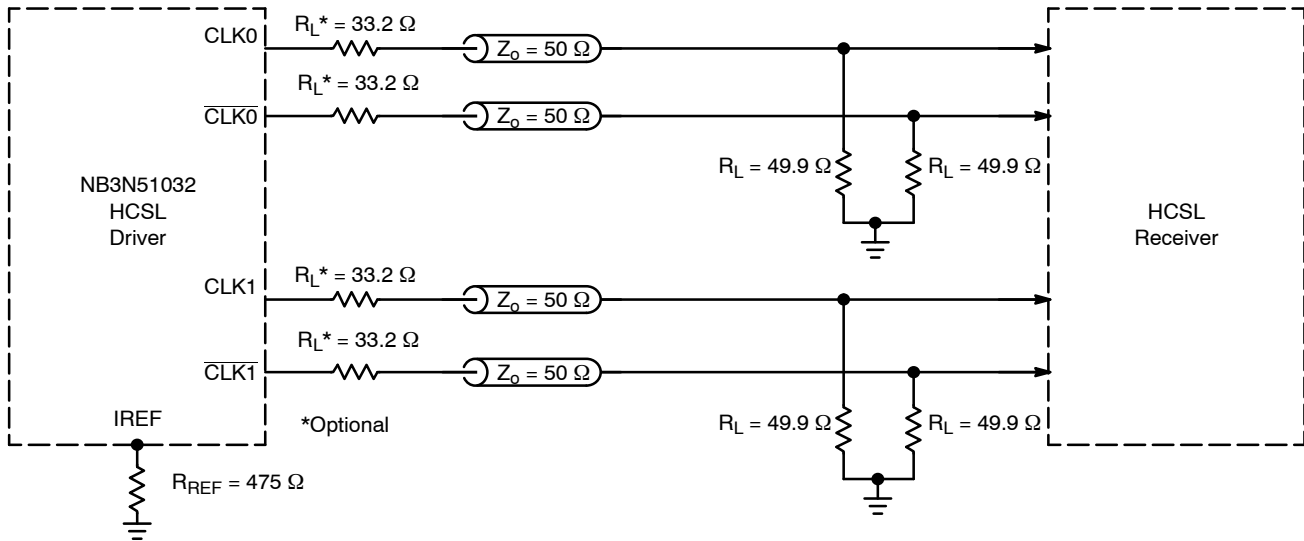 R_L* = 33.2 Ω
CLK0
Z_o = 50 Ω
R_L* = 33.2 Ω
C̅L̅K̅0̅
Z_o = 50 Ω
R_L = 49.9 Ω
R_L = 49.9 Ω
NB3N51032
HCSL
Driver
HCSL
Receiver
R_L* = 33.2 Ω
CLK1
Z_o = 50 Ω
R_L* = 33.2 Ω
C̅L̅K̅1̅
Z_o = 50 Ω
IREF
*Optional
R_L = 49.9 Ω
R_L = 49.9 Ω
R_REF = 475 Ω